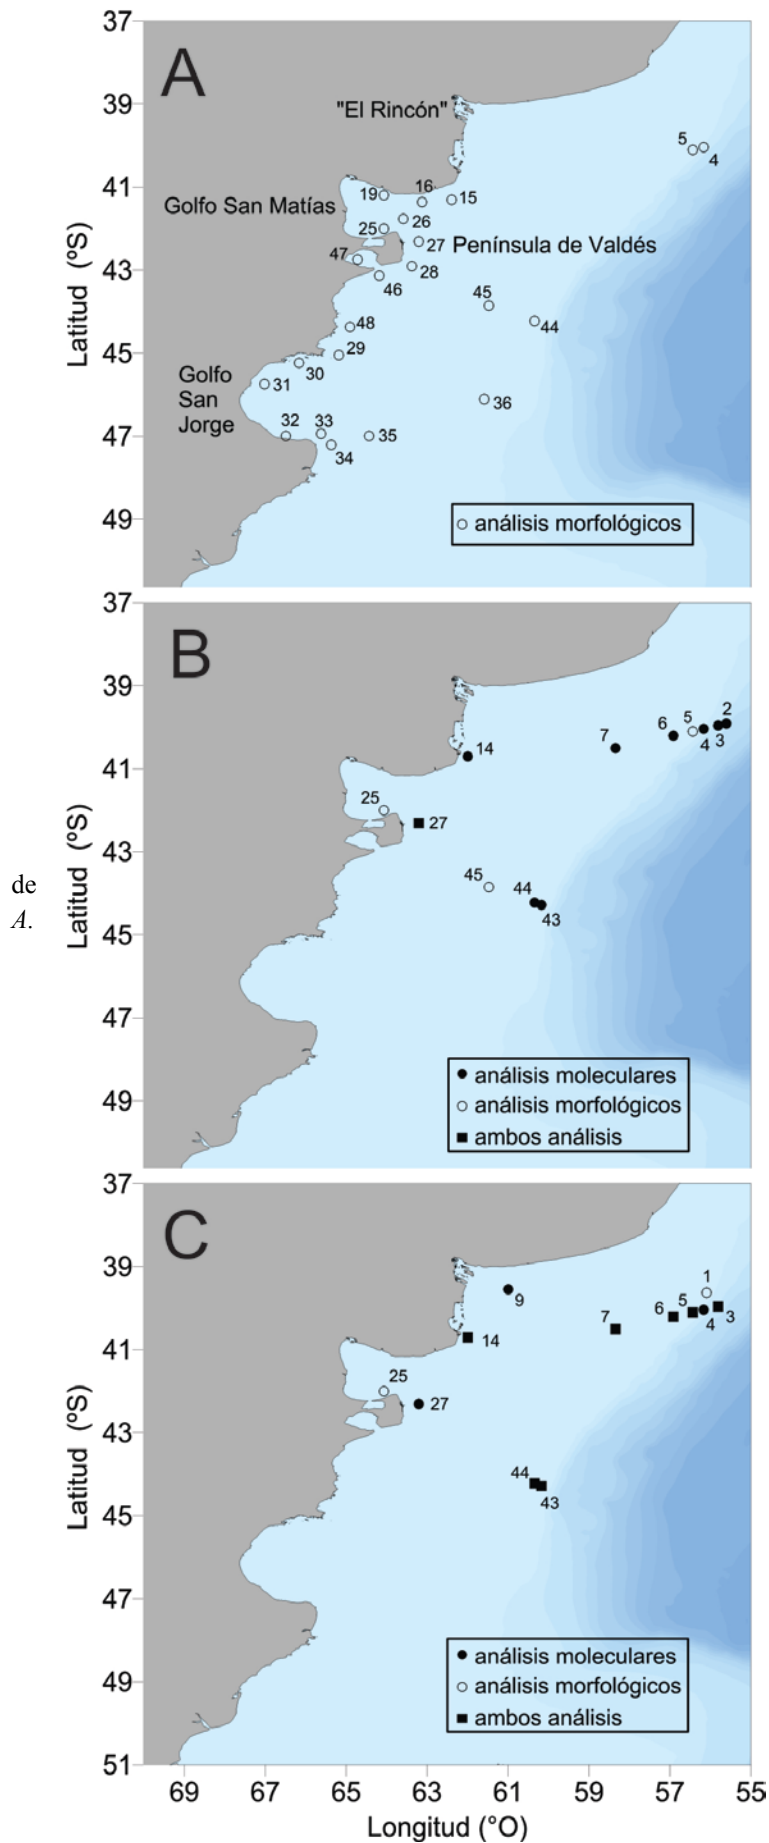 A
37
39
41
43
45
47
49
Latitud (ºS)
"El Rincón"
5
4
19
16
15
Golfo San Matías
26
25
27
Península de Valdés
47
28
46
45
44
48
29
30
31
Golfo
San
Jorge
36
32
33
35
34
análisis morfológicos
B
37
39
41
43
45
47
49
Latitud (ºS)
de
A.
2
5
6
3
4
7
14
25
27
45
44
43
análisis moleculares
análisis morfológicos
ambos análisis
C
37
39
41
43
45
47
49
51
Latitud (ºS)
1
9
5
6
3
4
7
14
25
27
44
43
análisis moleculares
análisis morfológicos
ambos análisis
69 67 65 63 61 59 57 55
Longitud (°O)